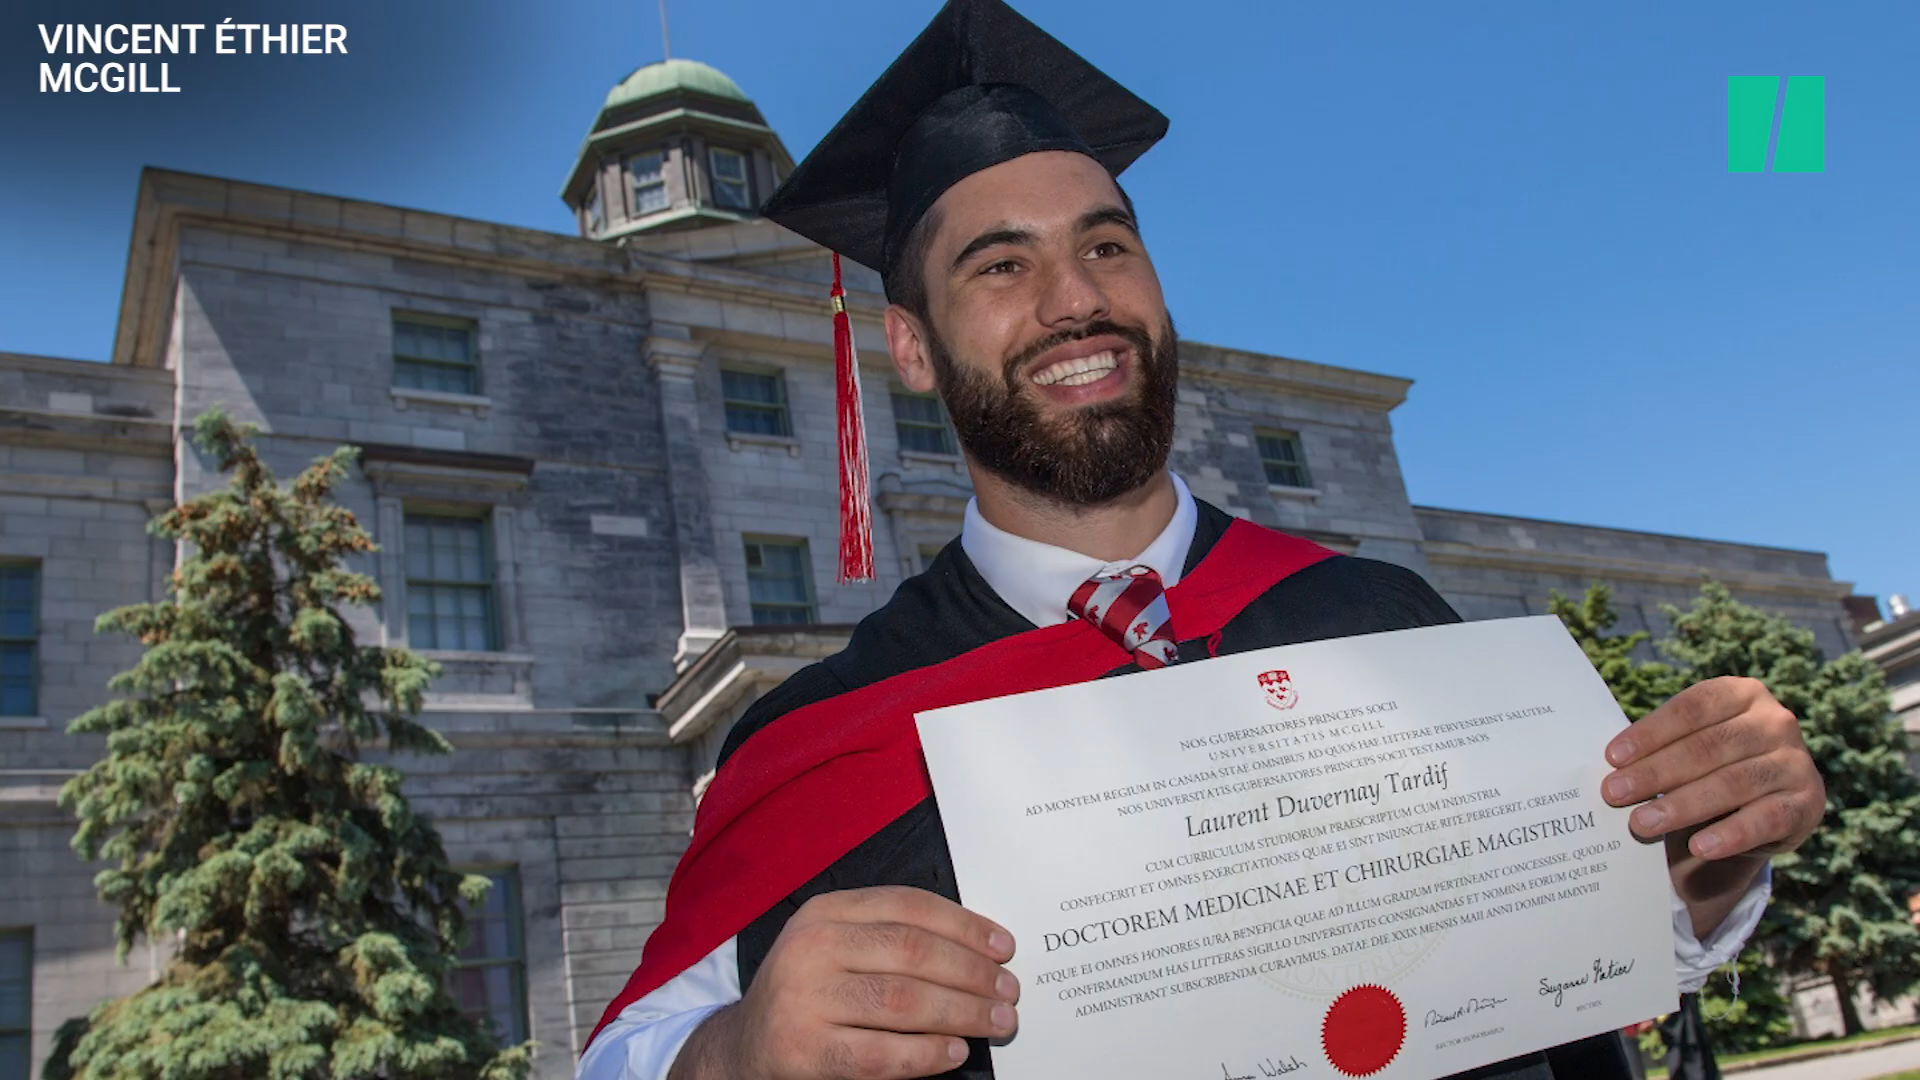 VINCENT ÉTHIER
MCGILL
NOS GUBERNATORES PRINCEPS SOCII
UNIVERSITATIS MCGILL
AD MONTEM REGIUM IN CANADA SITAE OMNIBUS AD QUOS HAE LITTERAE PERVENERINT SALUTEM.
NOS UNIVERSITATIS GUBERNATORES PRINCEPS SOCII TESTAMUR NOS
Laurent Duvernay Tardif
CUM CURRICULUM STUDIORUM PRAESCRIPTUM CUM INDUSTRIA
CONFECERIT ET OMNES EXERCITATIONES QUAE EI SINT INIUNCTAE RITE PEREGERIT, CREAVISSE
DOCTOREM MEDICINAE ET CHIRURGIAE MAGISTRUM
ATQUE EI OMNES HONORES IURA BENEFICIA QUAE AD ILLUM GRADUM PERTINEANT CONCESSISSE. QUOD AD
CONFIRMANDUM HAS LITTERAS SIGILLO UNIVERSITATIS CONSIGNANDAS ET NOMINA EORUM QUI RES
ADMINISTRANT SUBSCRIBENDA CURAVIMUS. DATAE DIE XXIX MENSIS MAII ANNI DOMINI MMXVIII
Suzanne Fortier
RECTOR HONORARIUS